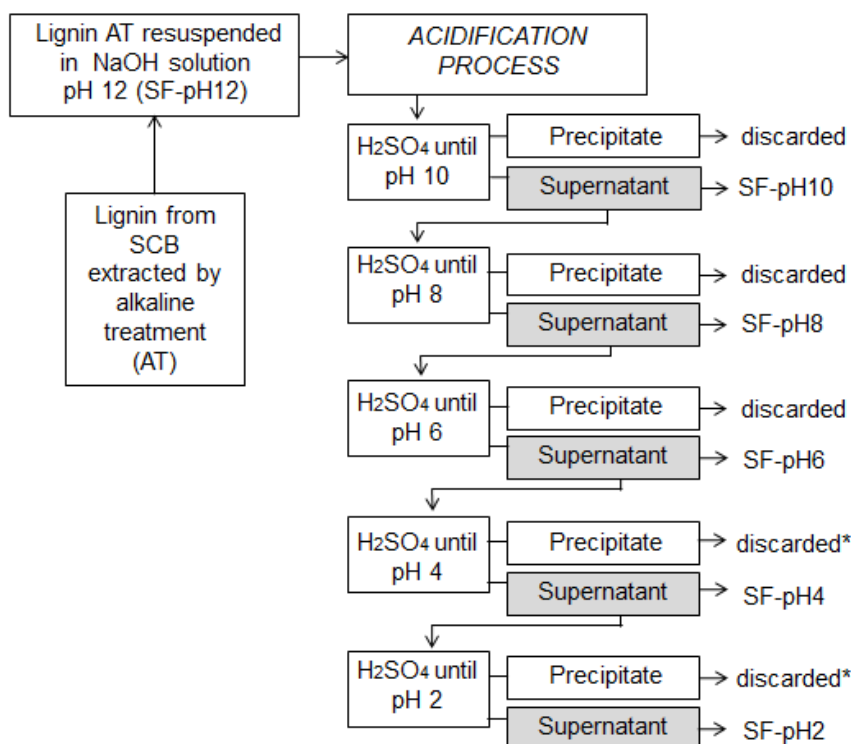 Lignin AT resuspended
in NaOH solution
pH 12 (SF-pH12)
ACIDIFICATION
PROCESS
Lignin from
SCB
extracted by
alkaline
treatment
(AT)
H2SO4 until
pH 10
Precipitate
discarded
Supernatant
SF-pH10
H2SO4 until
pH 8
Precipitate
discarded
Supernatant
SF-pH8
H2SO4 until
pH 6
Precipitate
discarded
Supernatant
SF-pH6
H2SO4 until
pH 4
Precipitate
discarded*
Supernatant
SF-pH4
H2SO4 until
pH 2
Precipitate
discarded*
Supernatant
SF-pH2